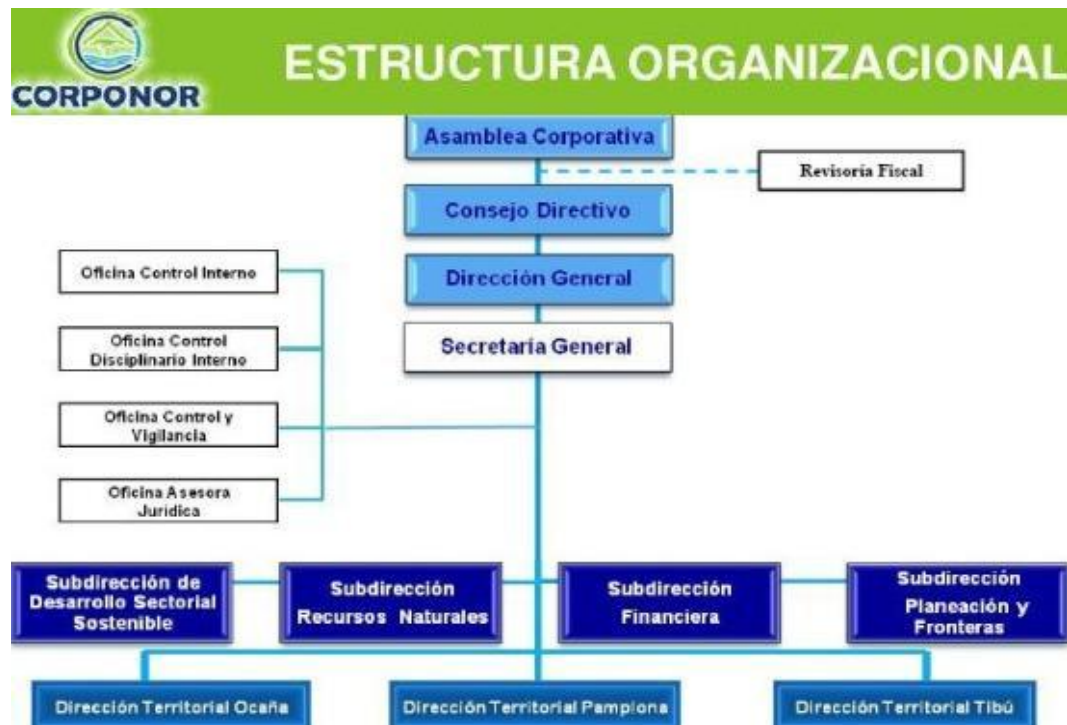 CORPONOR
ESTRUCTURA ORGANIZACIONAL
Asamblea Corporativa
Revisoría Fiscal
Consejo Directivo
Dirección General
Secretaría General
Oficina Control Interno
Oficina Control
Disciplinario Interno
Oficina Control y
Vigilancia
Oficina Asesora
Jurídica
Subdirección de
Desarrollo Sectorial
Sostenible
Subdirección
Recursos Naturales
Subdirección
Financiera
Subdirección
Planeación y
Fronteras
Dirección Territorial Ocaña
Dirección Territorial Pamplona
Dirección Territorial Tibú